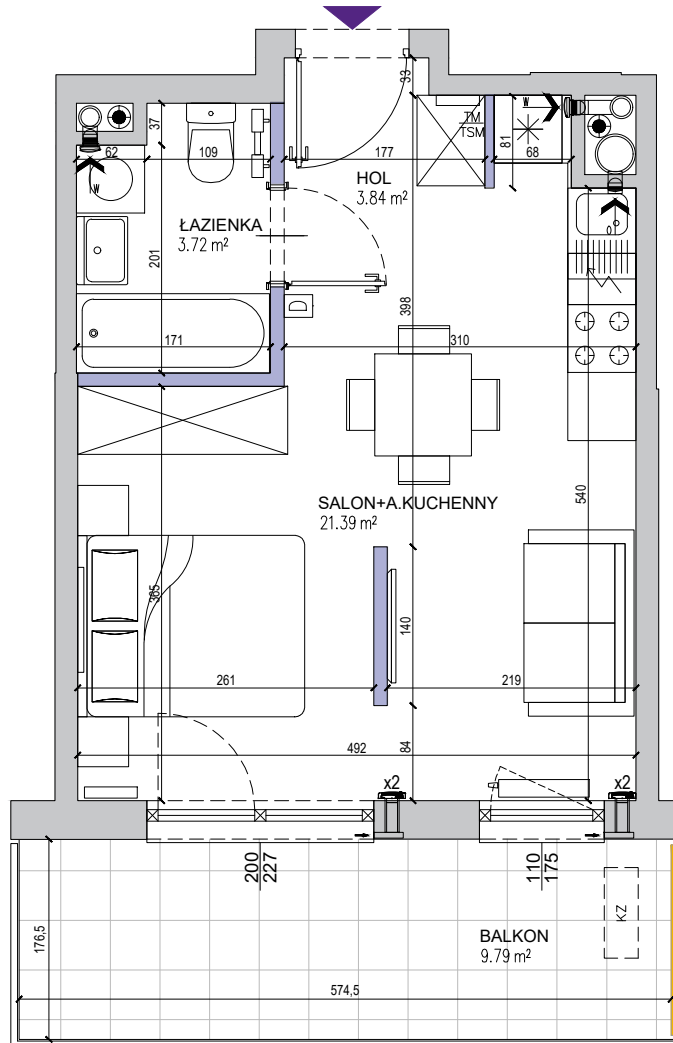 33
TM
TSM
W
37
62
109
177
81
68
HOL
3.84 m²
W
ŁAZIENKA
3.72 m²
O
201
398
171
310
SALON+A.KUCHENNY
21.39 m²
540
365
140
261
219
492
84
x2
x2
200
227
110
175
KZ
BALKON
9.79 m²
176,5
574,5